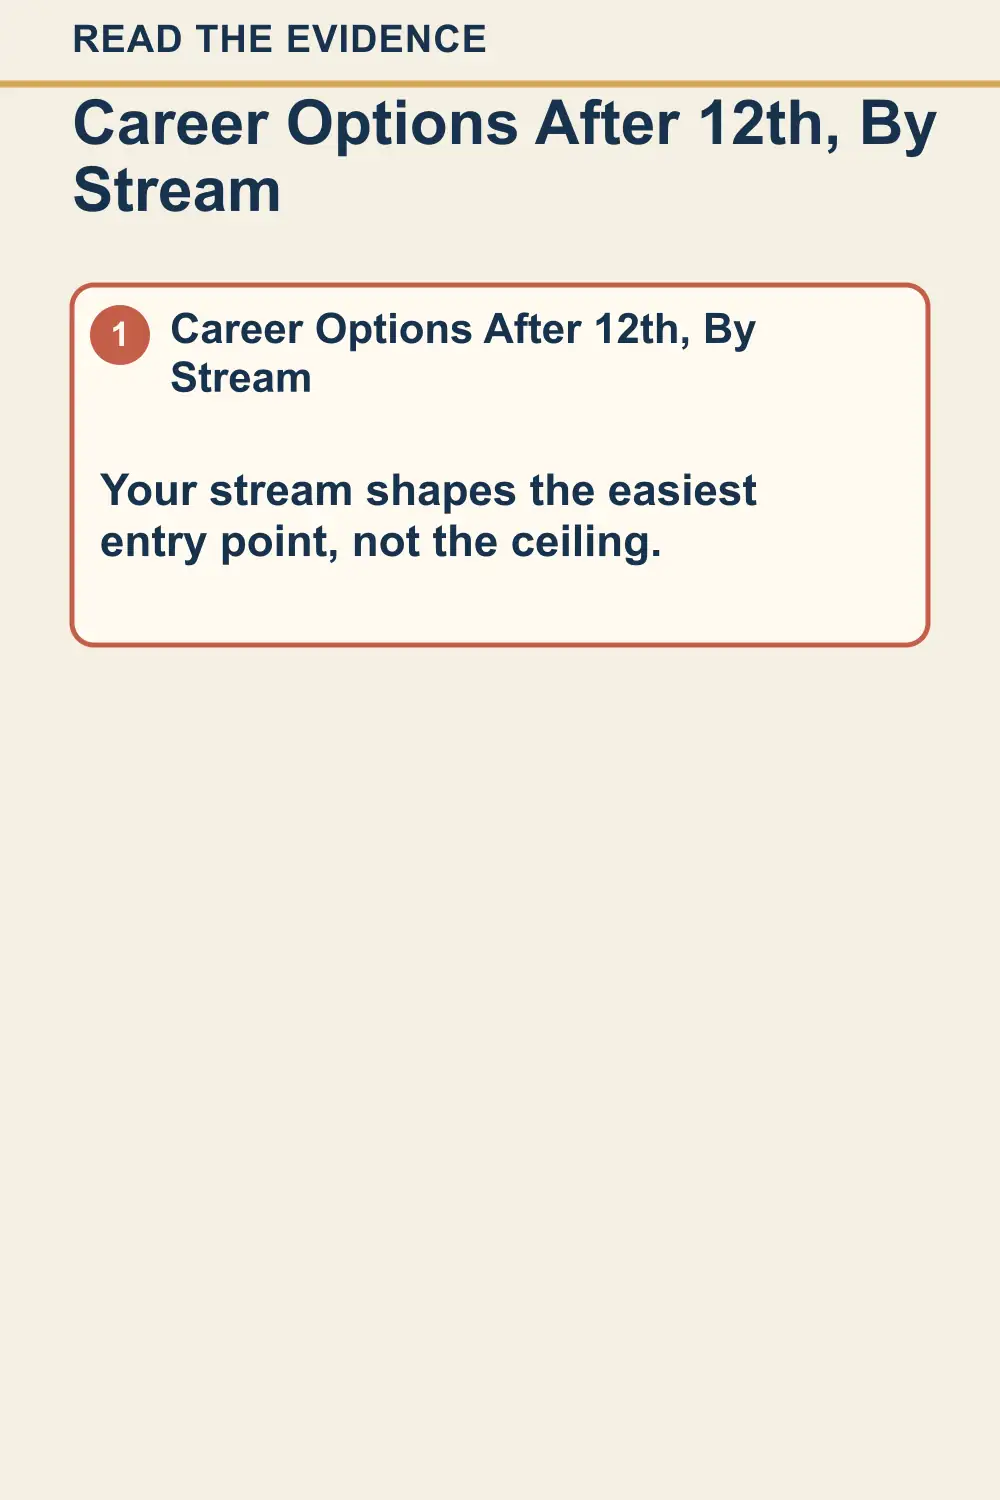 READ THE EVIDENCE
Career Options After 12th, By
Stream
1
Career Options After 12th, By
Stream
Your stream shapes the easiest
entry point, not the ceiling.